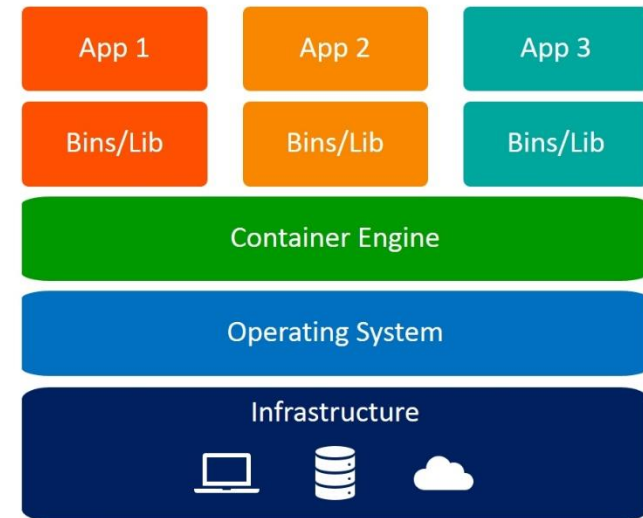 App 1
App 2
App 3
Bins/Lib
Bins/Lib
Bins/Lib
Container Engine
Operating System
Infrastructure